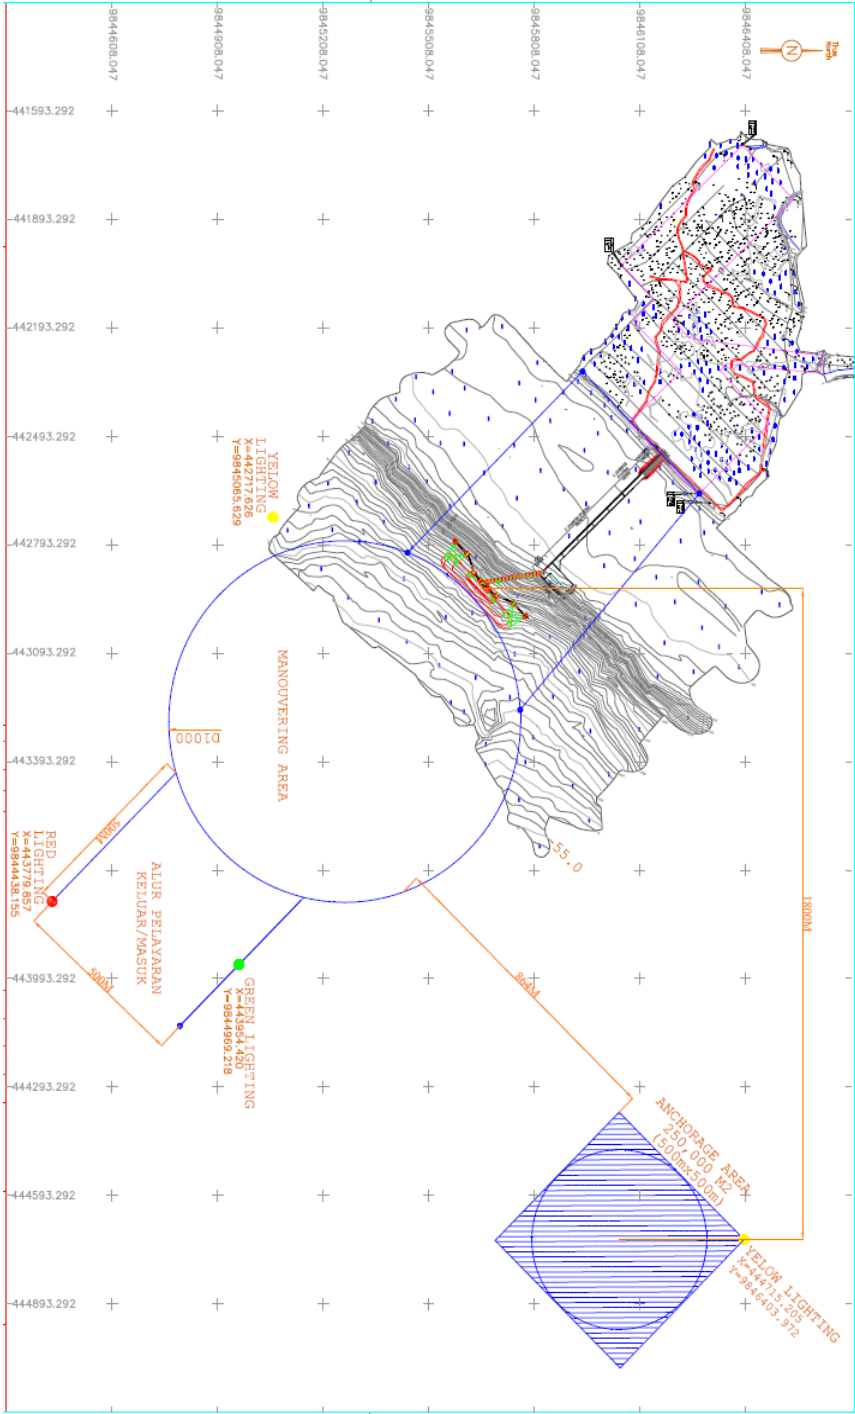 9844608.047
9844908.047
9845208.047
9845508.047
9845808.047
9846108.047
9846408.047
True
North
N
441593.292
441893.292
442193.292
442493.292
442793.292
443093.292
443393.292
443993.292
444293.292
444593.292
444893.292
YELOW
LIGHTING
X=442717.626
Y=9845065.629
MANOUVERING AREA
D1000
-55.0
500M
RED
LIGHTING
X=443779.857
Y=9844438.155
ALUR PELAYARAN
KELUAR/MASUK
500M
GREEN LIGHTING
X=443954.420
Y=9844969.218
864M
1800M
ANCHORAGE AREA
250,000 M2
(500mx500m)
YELOW LIGHTING
X=444715.205
Y=9846403.972